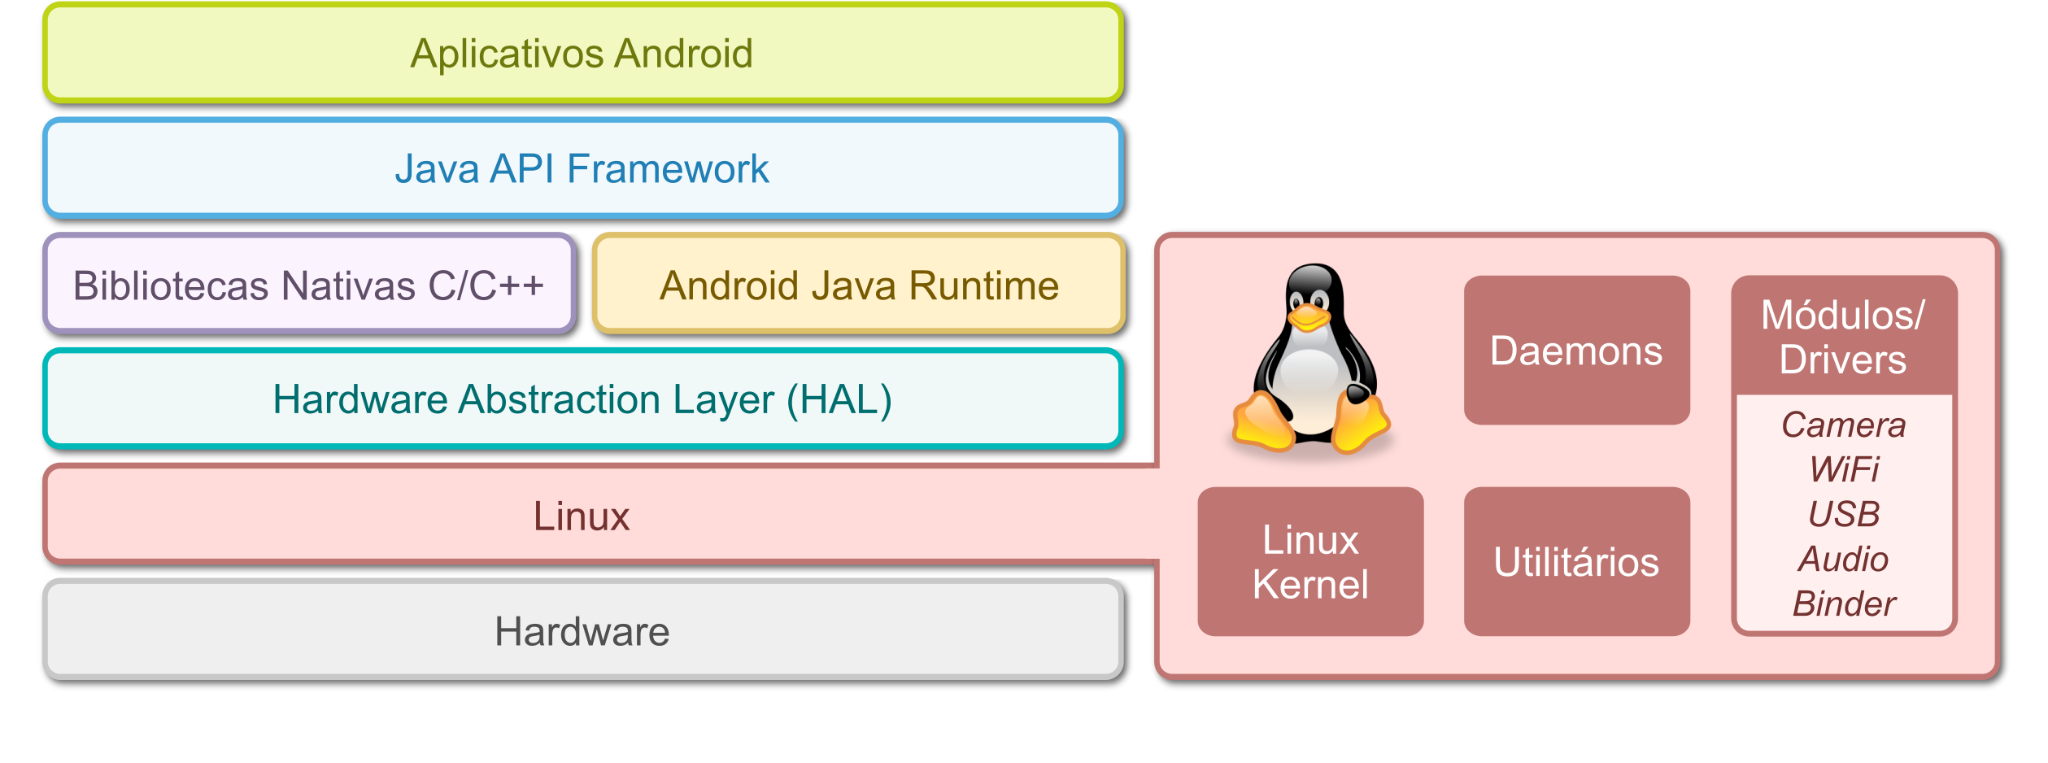 Aplicativos Android
Java API Framework
Bibliotecas Nativas C/C++
Android Java Runtime
Hardware Abstraction Layer (HAL)
Linux
Hardware
Linux
Kernel
Daemons
Utilitários
Módulos/
Drivers
Camera
WiFi
USB
Audio
Binder